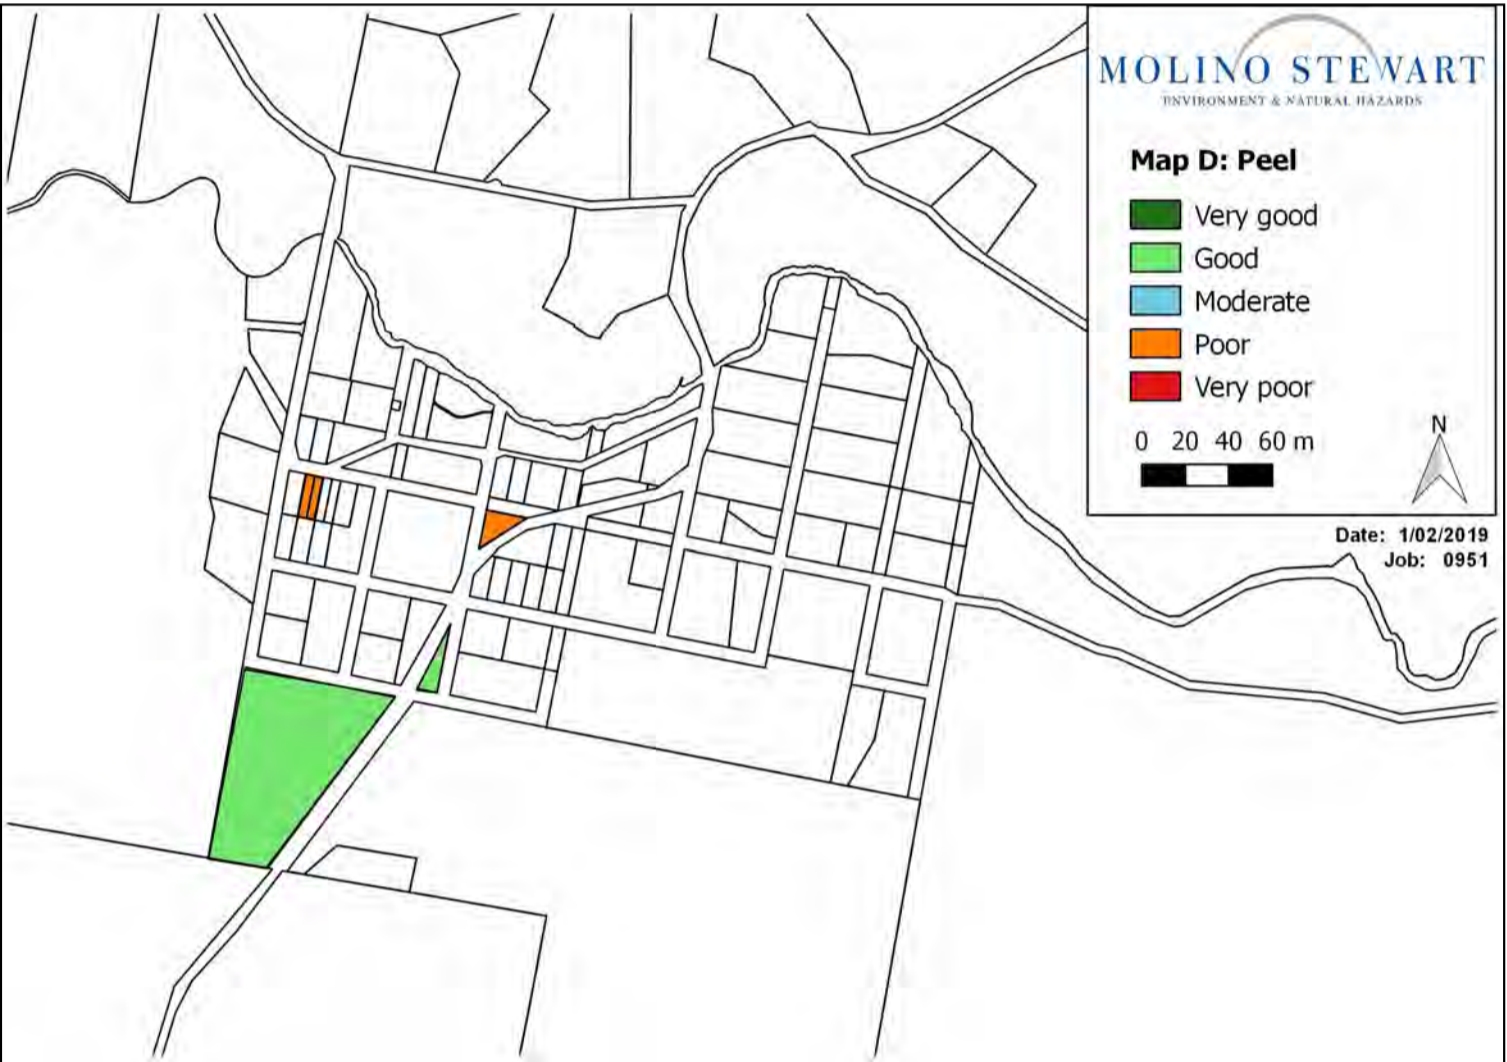 MOLINO STEWART
ENVIRONMENT & NATURAL HAZARDS
Map D: Peel
Very good
Good
Moderate
Poor
Very poor
0 20 40 60 m
N
Date: 1/02/2019
Job: 0951